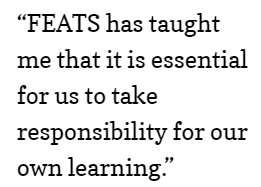 “FEATS has taught
me that it is essential
for us to take
responsibility for our
own learning.”